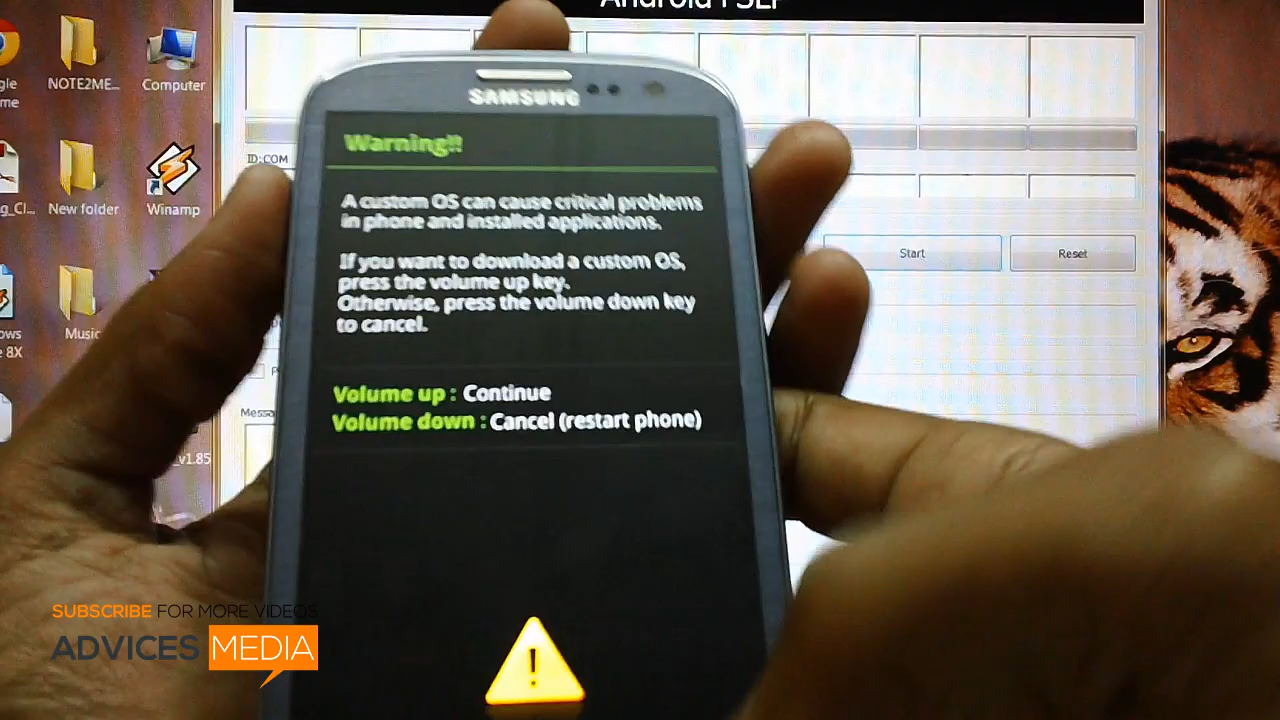 SAMSUNG
Warning!!
A custom OS can cause critical problems
in phone and installed applications.
If you want to download a custom OS,
press the volume up key.
Otherwise, press the volume down key
to cancel.
Volume up : Continue
Volume down : Cancel (restart phone)
NOTE2ME...
Computer
New folder
Winamp
Music
8X
_v1.85
ID:COM
Start
Reset
SUBSCRIBE FOR MORE VIDEOS
ADVICES MEDIA